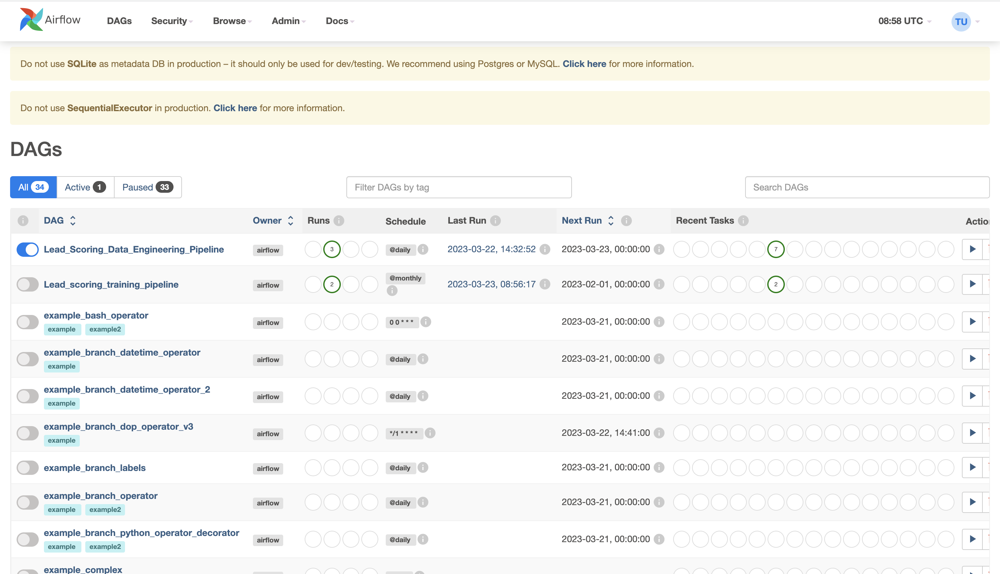 Airflow DAGs Security Browse Admin Docs 08:58 UTC TU
Do not use SQLite as metadata DB in production – it should only be used for dev/testing. We recommend using Postgres or MySQL. Click here for more information.
Do not use SequentialExecutor in production. Click here for more information.
DAGs
All 34 Active 1 Paused 33 Filter DAGs by tag Search DAGs
i DAG Owner Runs i Schedule Last Run i Next Run i Recent Tasks i Actio
Lead_Scoring_Data_Engineering_Pipeline airflow 3 @daily i 2023-03-22, 14:32:52 i 2023-03-23, 00:00:00 i 7
Lead_scoring_training_pipeline airflow 2 @monthly i 2023-03-23, 08:56:17 i 2023-02-01, 00:00:00 i 2
example_bash_operator airflow 0 0 * * * i 2023-03-21, 00:00:00 i
example example2
example_branch_datetime_operator airflow @daily i 2023-03-21, 00:00:00 i
example
example_branch_datetime_operator_2 airflow @daily i 2023-03-21, 00:00:00 i
example
example_branch_dop_operator_v3 airflow */1 * * * * i 2023-03-22, 14:41:00 i
example
example_branch_labels airflow @daily i 2023-03-21, 00:00:00 i
example_branch_operator airflow @daily i 2023-03-21, 00:00:00 i
example example2
example_branch_python_operator_decorator airflow @daily i 2023-03-21, 00:00:00 i
example example2
example_complex